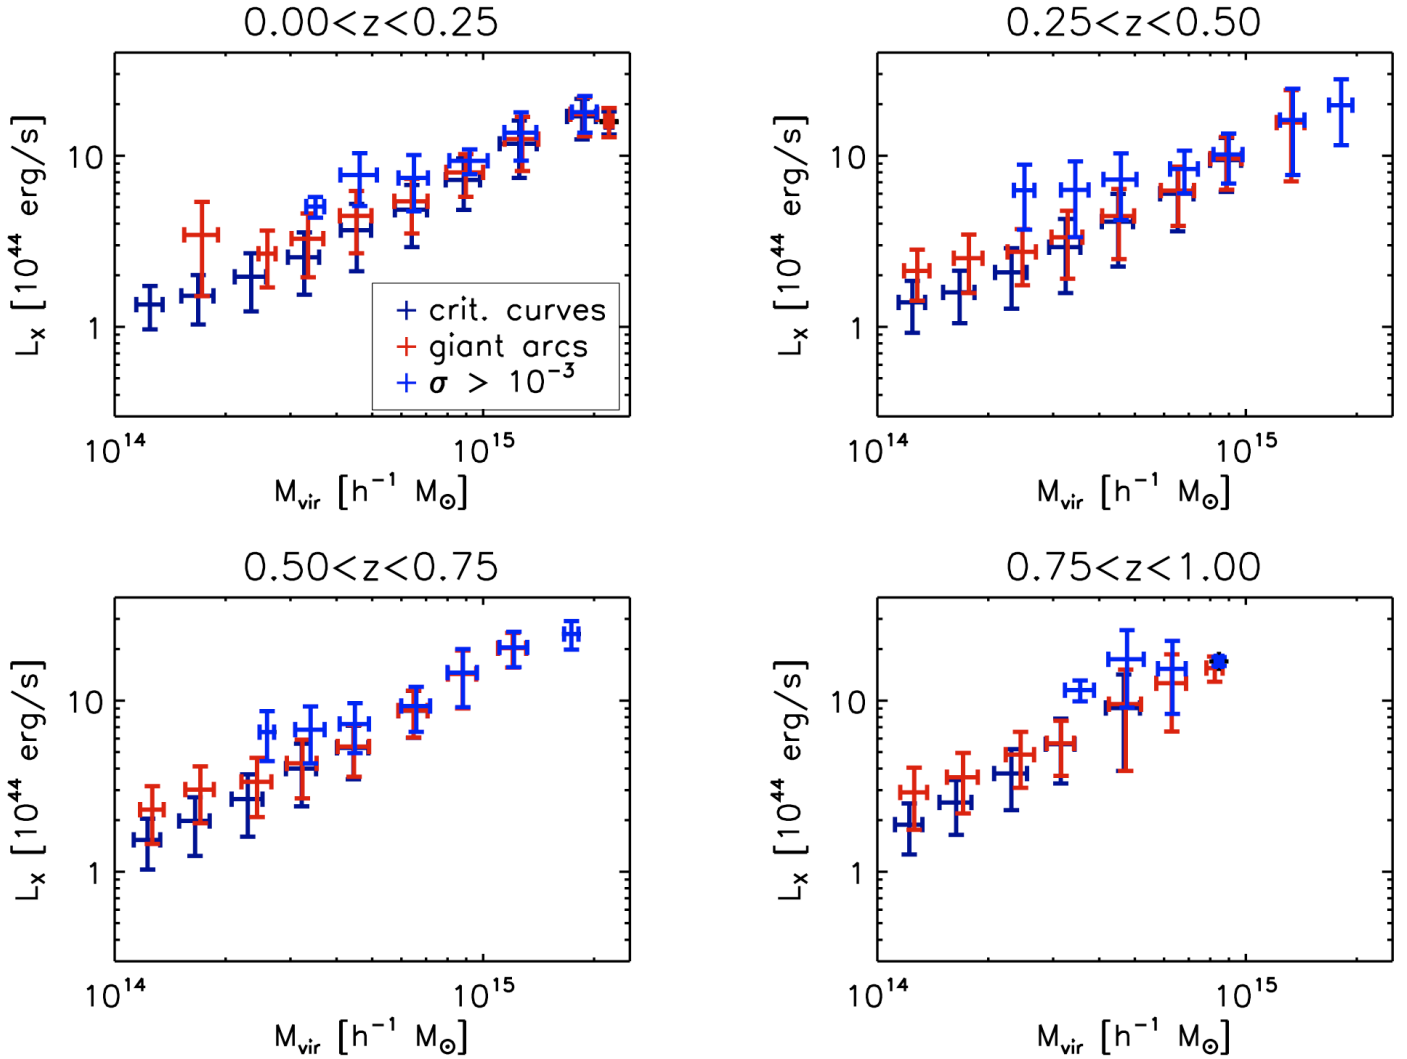 0.00<z<0.25
0.25<z<0.50
10
1
L_x [10^44 erg/s]
crit. curves
giant arcs
σ > 10^-3
10^14
10^15
M_vir [h^-1 M_⊙]
10
1
L_x [10^44 erg/s]
10^14
10^15
M_vir [h^-1 M_⊙]
0.50<z<0.75
0.75<z<1.00
10
1
L_x [10^44 erg/s]
10^14
10^15
M_vir [h^-1 M_⊙]
10
1
L_x [10^44 erg/s]
10^14
10^15
M_vir [h^-1 M_⊙]